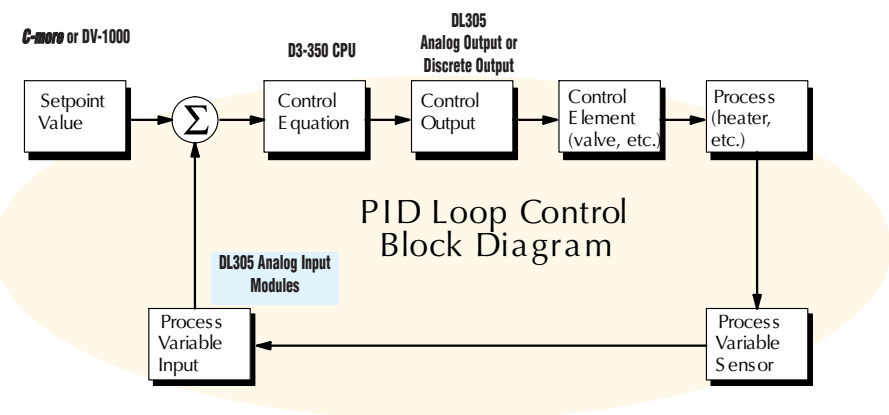 C-more or DV-1000
D3-350 CPU
DL305
Analog Output or
Discrete Output
Setpoint
Value
Σ
Control
Equation
Control
Output
Control
Element
(valve, etc.)
Process
(heater,
etc.)
PID Loop Control
Block Diagram
DL305 Analog Input
Modules
Process
Variable
Input
Process
Variable
Sensor